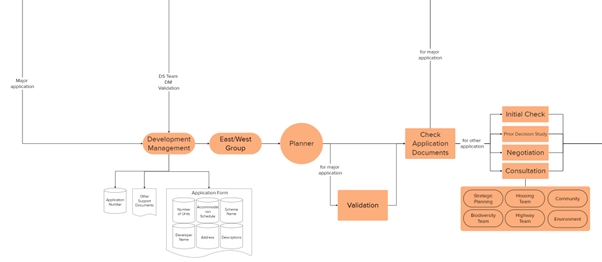 Major
application
DS Team
DM
Validation
for major
application
Development
Management
East/West
Group
Planner
for major
application
Validation
Check
Application
Documents
for other
application
Initial Check
Prior Decision Study
Negotiation
Consultation
Strategic
Planning
Housing
Team
Community
Biodiversity
Team
Highway
Team
Environment
Application
Number
Other
Support
Documents
Application Form
Number
of Units
Accommodat
ion
Schedule
Scheme
Name
Developer
Name
Address
Descriptions